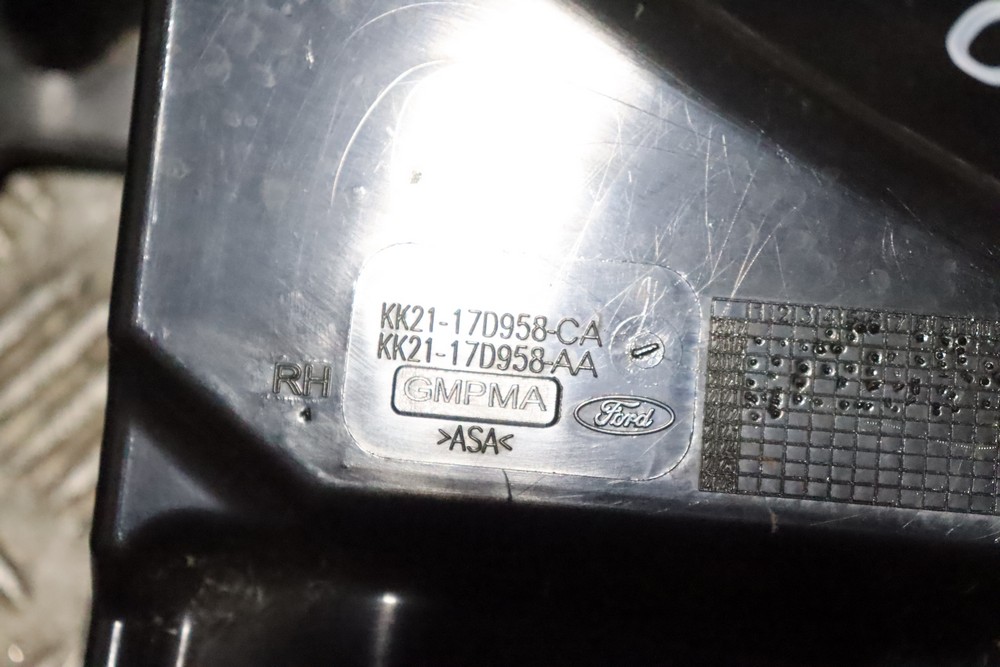 KK21-17D958-CA
KK21-17D958-AA
RH
GMPMA
Ford
>ASA<